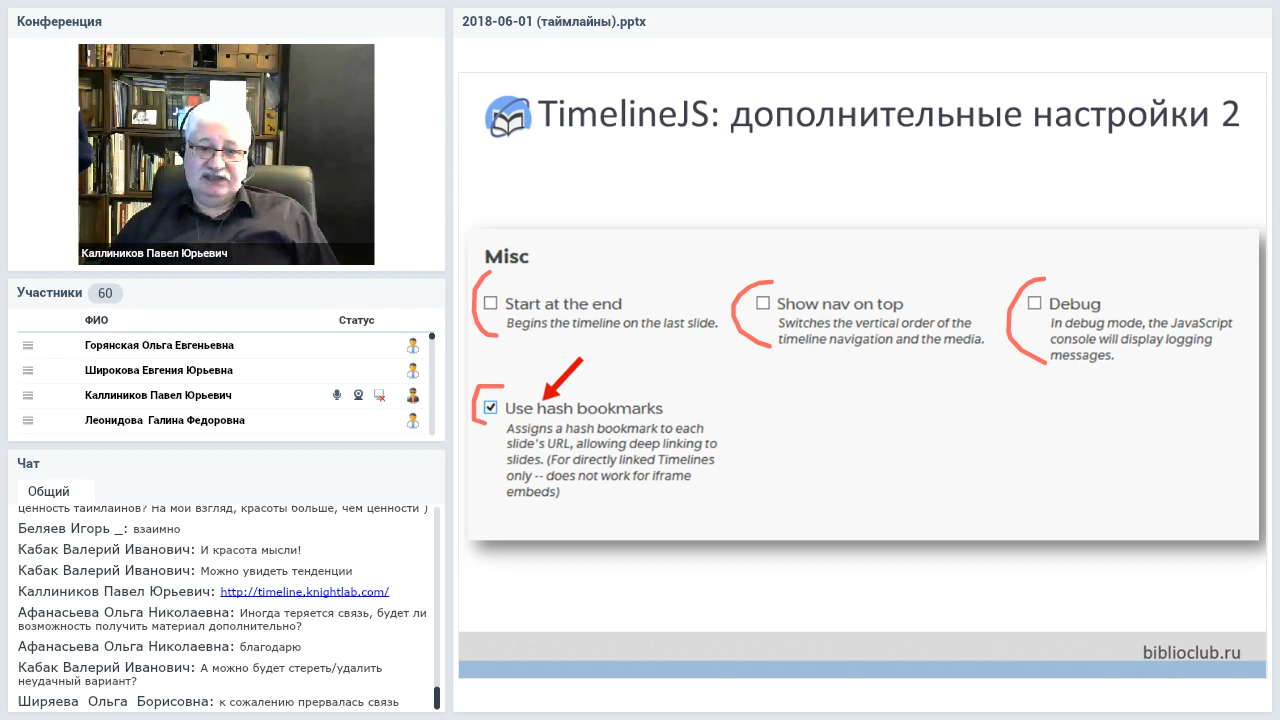 Конференция
Каллиников Павел Юрьевич
Участники 60
ФИО Статус
Горянская Ольга Евгеньевна
Широкова Евгения Юрьевна
Каллиников Павел Юрьевич
Леонидова Галина Федоровна
Чат
Общий
ценность таймлайнов? На мой взгляд, красоты больше, чем ценности )
Беляев Игорь _: взаимно
Кабак Валерий Иванович: И красота мысли!
Кабак Валерий Иванович: Можно увидеть тенденции
Каллиников Павел Юрьевич: http://timeline.knightlab.com/
Афанасьева Ольга Николаевна: Иногда теряется связь, будет ли
возможность получить материал дополнительно?
Афанасьева Ольга Николаевна: благодарю
Кабак Валерий Иванович: А можно будет стереть/удалить
неудачный вариант?
Ширяева Ольга Борисовна: к сожалению прервалась связь
2018-06-01 (таймлайны).pptx
TimelineJS: дополнительные настройки 2
Misc
Start at the end
Begins the timeline on the last slide.
Show nav on top
Switches the vertical order of the
timeline navigation and the media.
Debug
In debug mode, the JavaScript
console will display logging
messages.
Use hash bookmarks
Assigns a hash bookmark to each
slide's URL, allowing deep linking to
slides. (For directly linked Timelines
only -- does not work for iframe
embeds)
biblioclub.ru